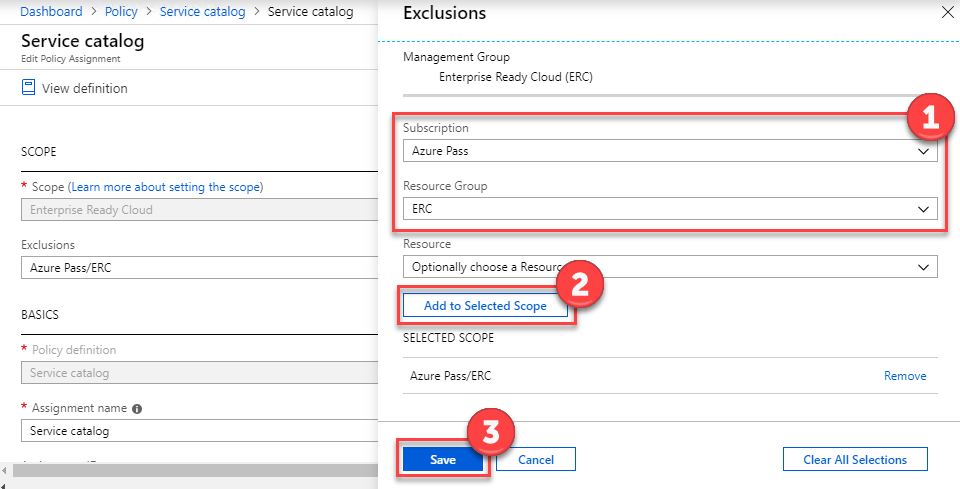 Dashboard > Policy > Service catalog > Service catalog
Service catalog
Edit Policy Assignment
View definition
SCOPE
* Scope (Learn more about setting the scope)
Enterprise Ready Cloud
Exclusions
Azure Pass/ERC
BASICS
* Policy definition
Service catalog
* Assignment name
Service catalog
Exclusions
Management Group
Enterprise Ready Cloud (ERC)
1
Subscription
Azure Pass
Resource Group
ERC
Resource
Optionally choose a Resource
2
Add to Selected Scope
SELECTED SCOPE
Azure Pass/ERC
Remove
3
Save
Cancel
Clear All Selections